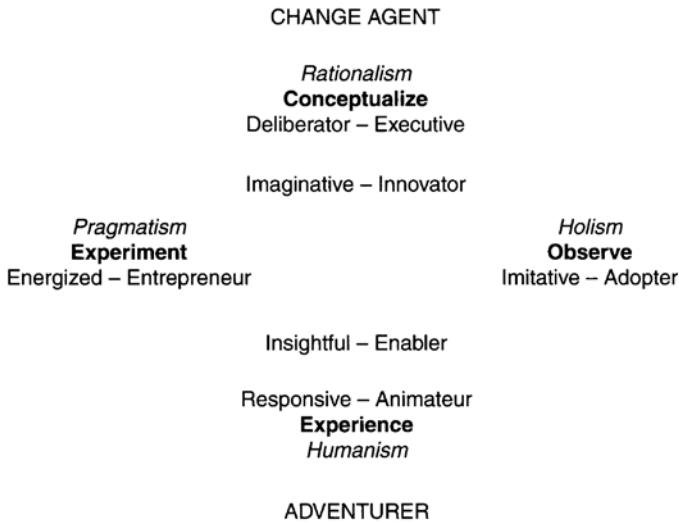 CHANGE AGENT
Rationalism
Conceptualize
Deliberator – Executive
Imaginative – Innovator
Pragmatism
Experiment
Energized – Entrepreneur
Holism
Observe
Imitative – Adopter
Insightful – Enabler
Responsive – Animateur
Experience
Humanism
ADVENTURER